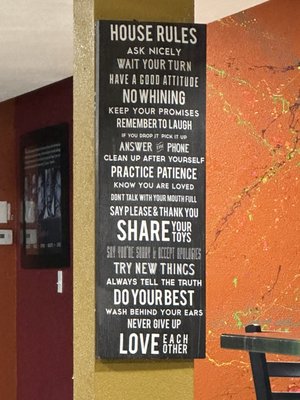 HOUSE RULES
ASK NICELY
WAIT YOUR TURN
HAVE A GOOD ATTITUDE
NO WHINING
KEEP YOUR PROMISES
REMEMBER TO LAUGH
IF YOU DROP IT PICK IT UP
ANSWER THE PHONE
CLEAN UP AFTER YOURSELF
PRACTICE PATIENCE
KNOW YOU ARE LOVED
DON'T TALK WITH YOUR MOUTH FULL
SAY PLEASE & THANK YOU
SHARE YOUR TOYS
SAY YOU'RE SORRY & ACCEPT APOLOGIES
TRY NEW THINGS
ALWAYS TELL THE TRUTH
DO YOUR BEST
WASH BEHIND YOUR EARS
NEVER GIVE UP
LOVE EACH OTHER